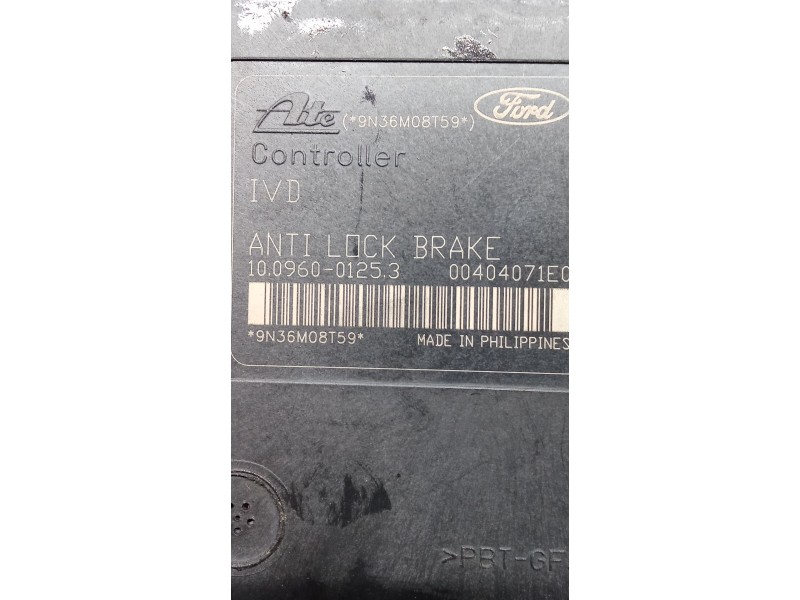 Ate (*9N36M08T59*) Ford
Controller
IVD
ANTI LOCK BRAKE
10.0960-0125.3 00404071E0
*9N36M08T59* MADE IN PHILIPPINES
>PBT-GF